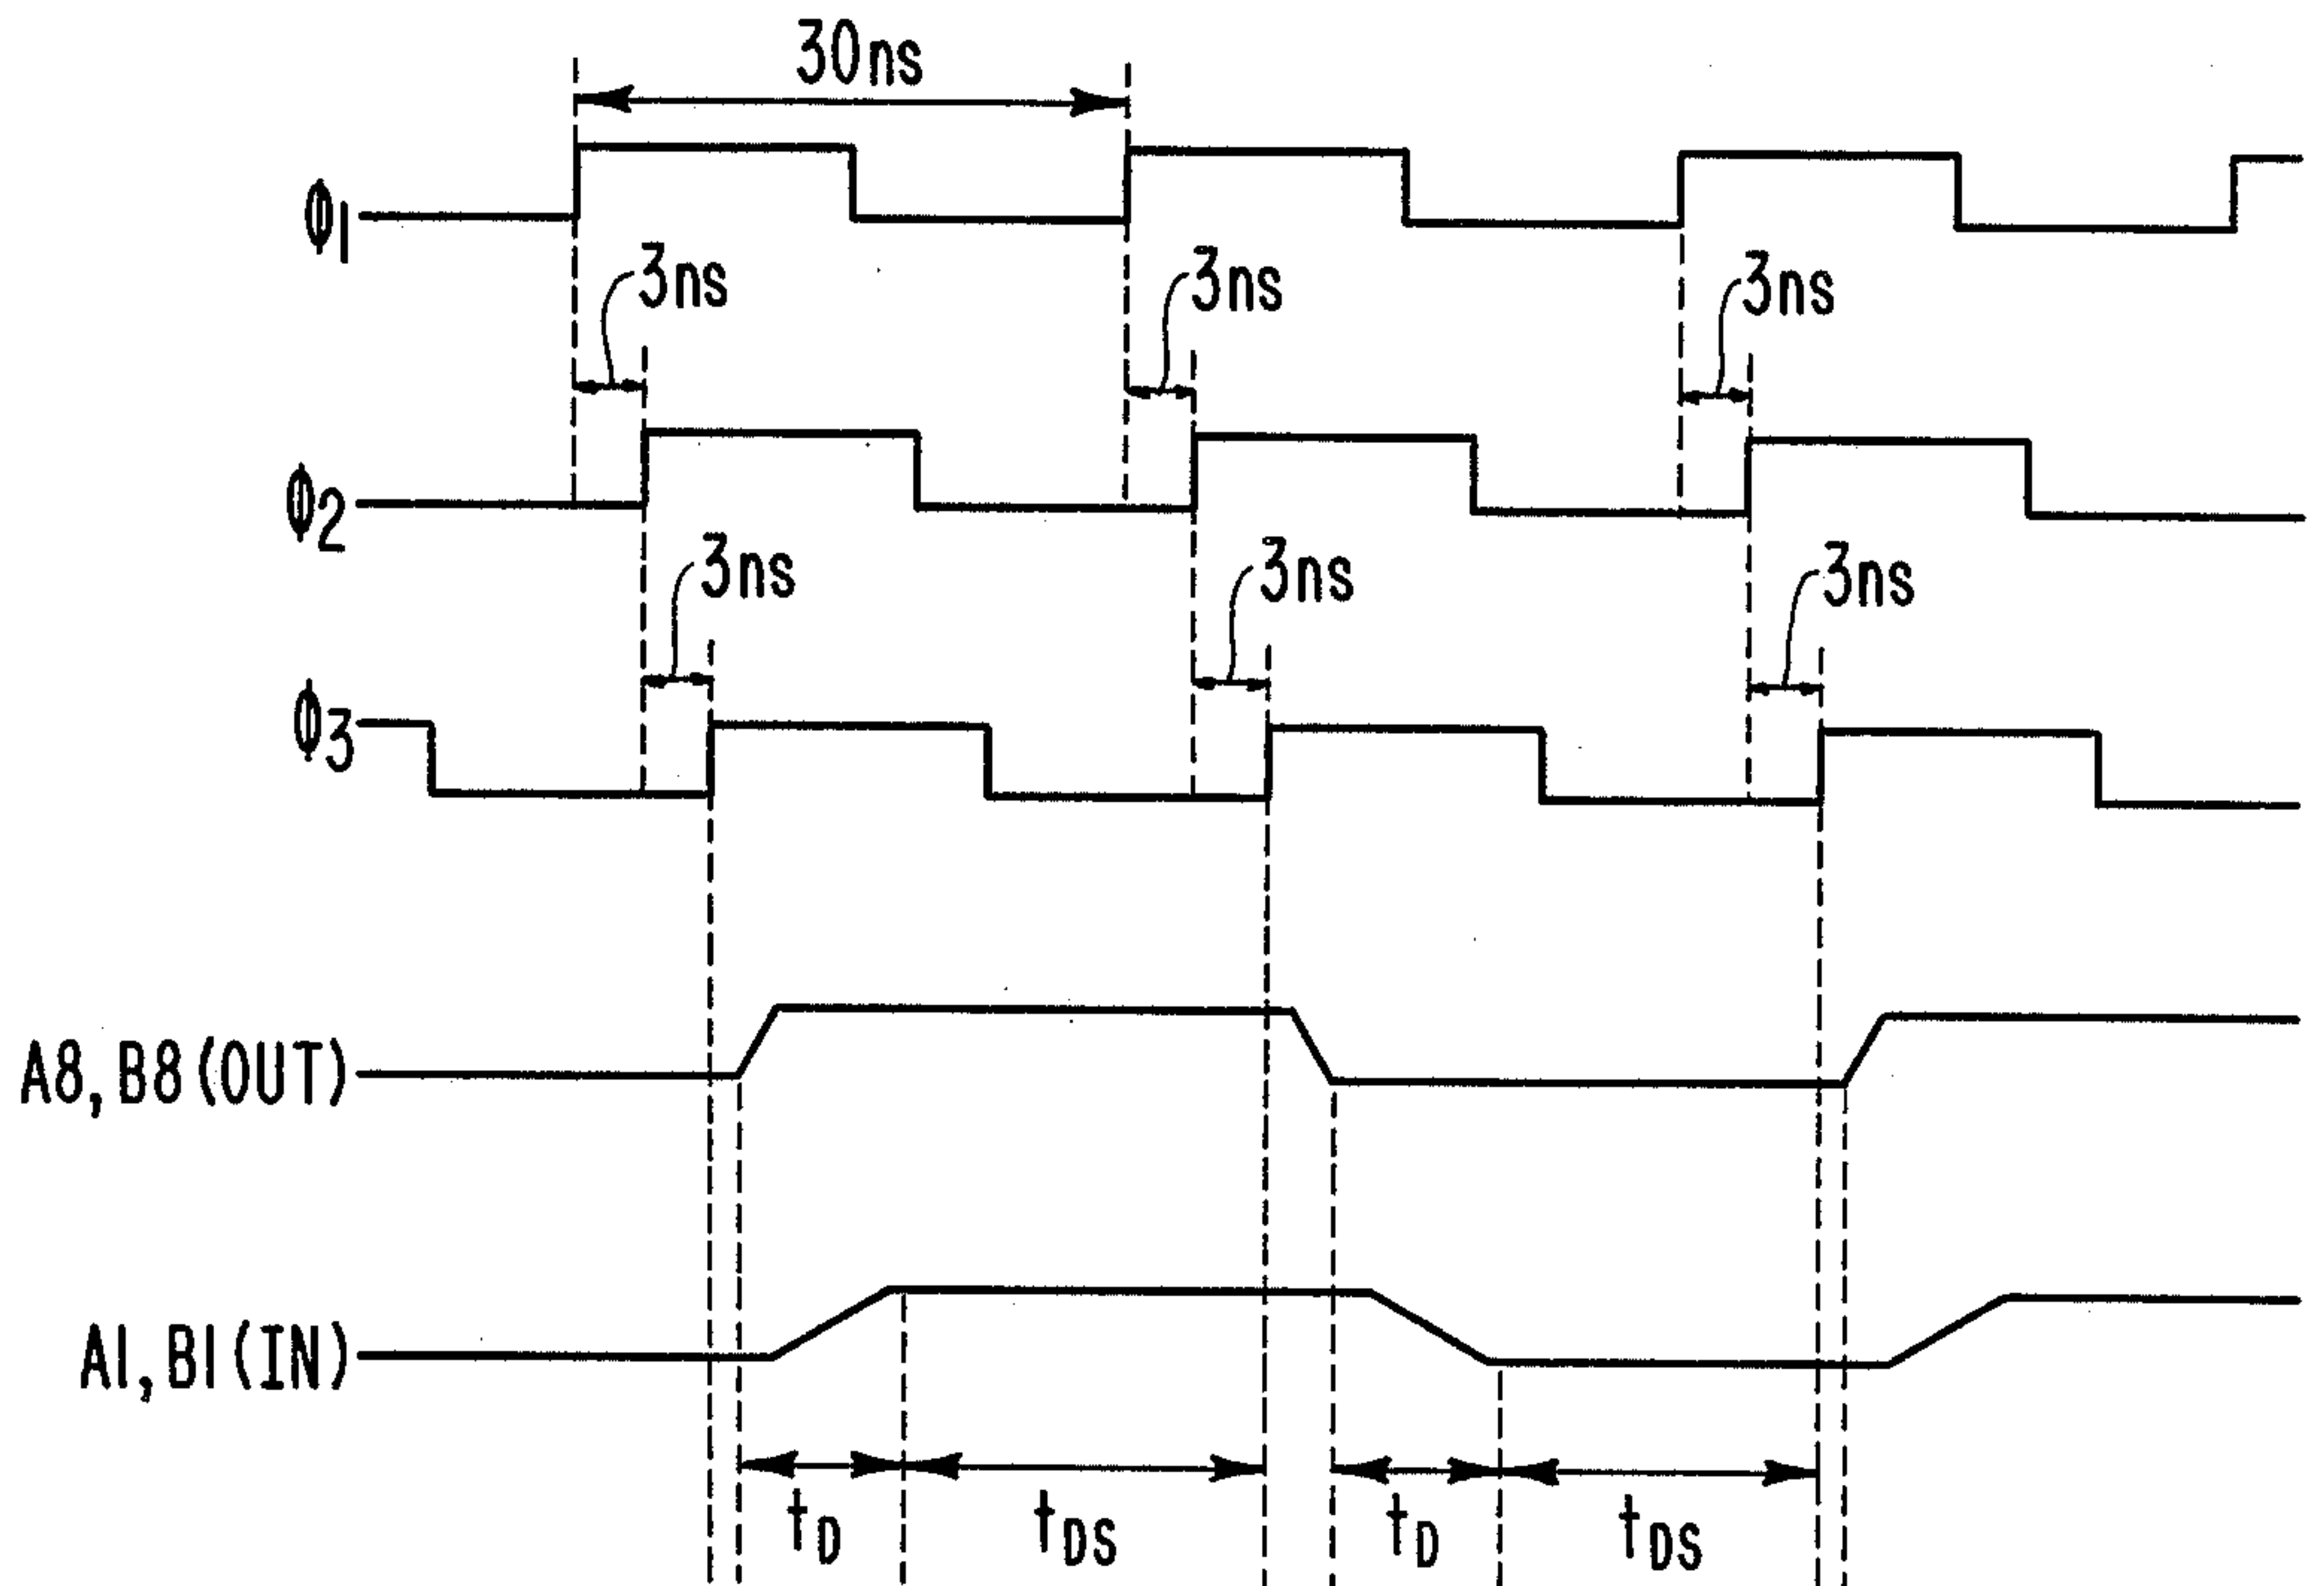 30ns
Φ1
3ns 3ns 3ns
Φ2
3ns 3ns 3ns
Φ3
A8,B8(OUT)
A1,B1(IN)
tD tDS tD tDS